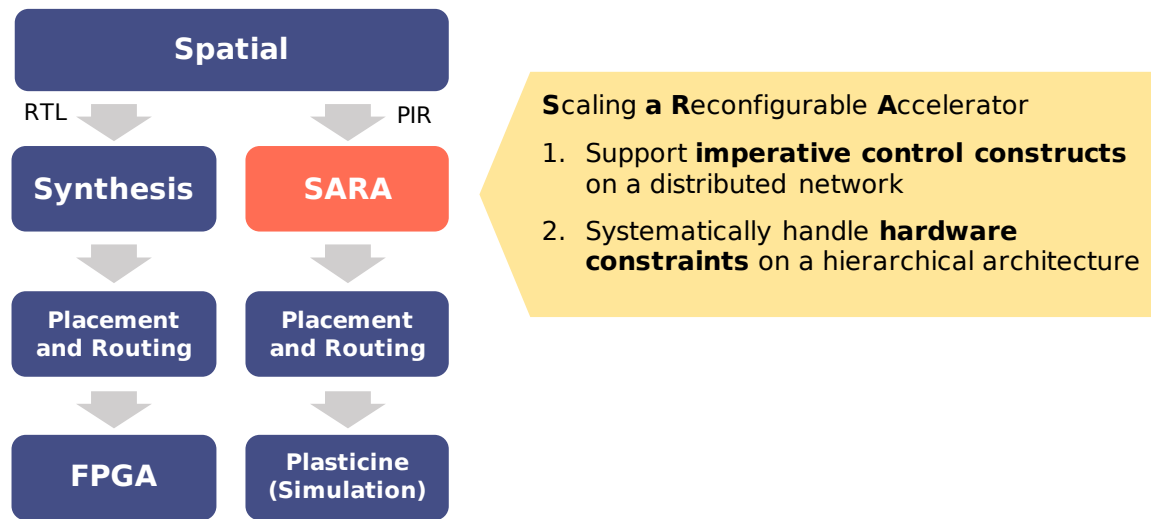 Spatial
RTL
PIR
Synthesis
SARA
Placement
and Routing
Placement
and Routing
FPGA
Plasticine
(Simulation)
Scaling a Reconfigurable Accelerator
1. Support imperative control constructs
on a distributed network
2. Systematically handle hardware
constraints on a hierarchical architecture